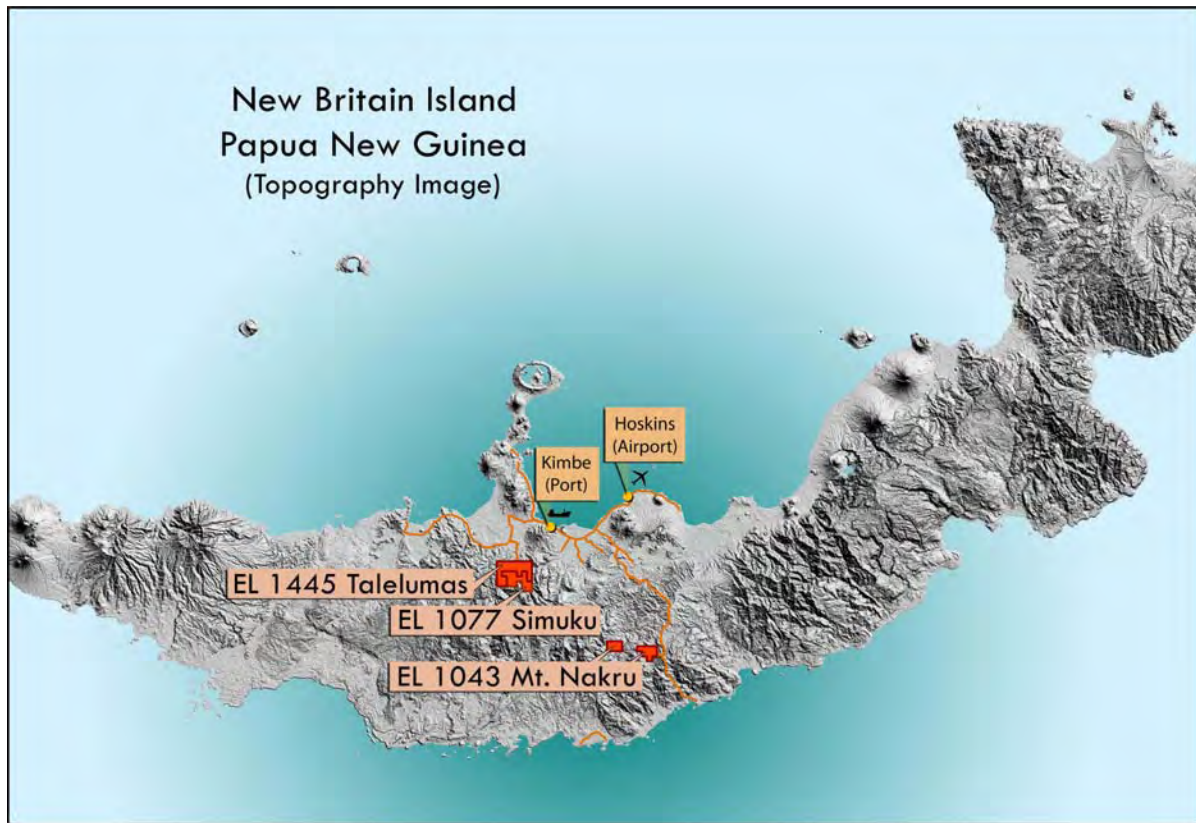 New Britain Island
Papua New Guinea
(Topography Image)
Hoskins
(Airport)
Kimbe
(Port)
EL 1445 Talelumas
EL 1077 Simuku
EL 1043 Mt. Nakru